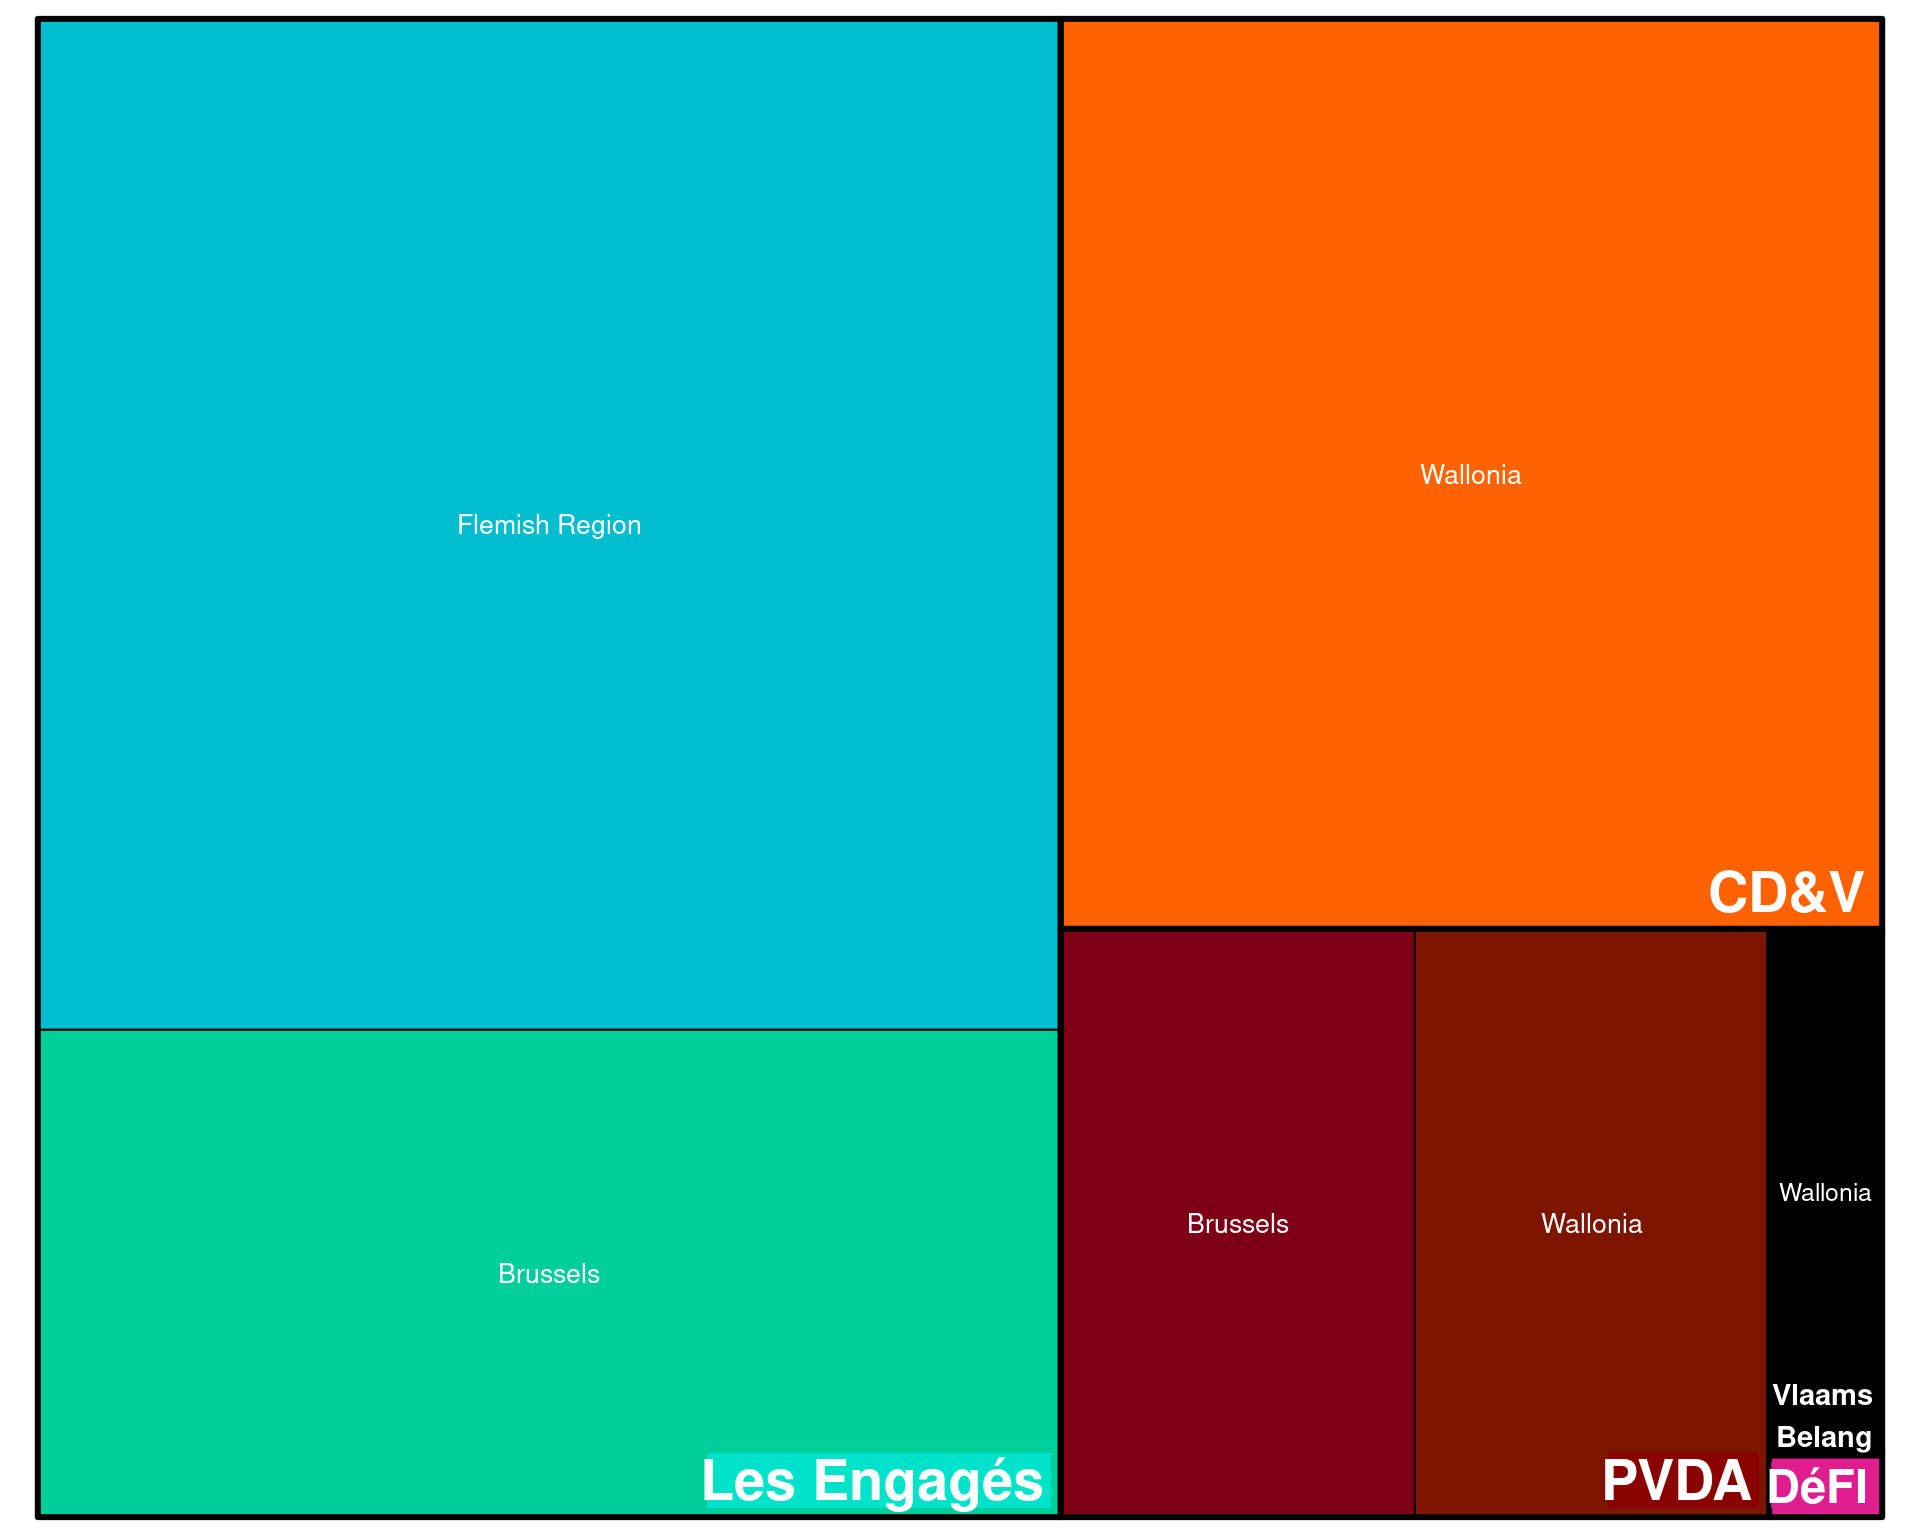 Flemish Region
Brussels
Les Engagés
Wallonia
CD&V
Brussels
Wallonia
PVDA
Wallonia
Vlaams
Belang
DéFI